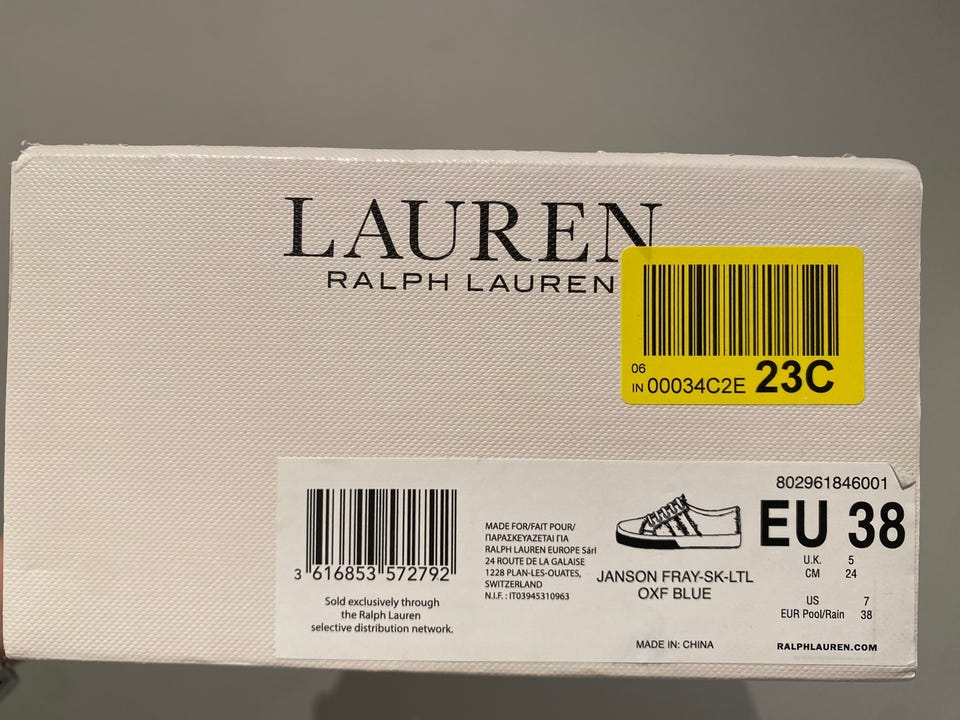 LAUREN
RALPH LAUREN
06
IN 00034C2E 23C
802961846001
EU 38
U.K. 5
CM 24
US 7
EUR Pool/Rain 38
RALPHLAUREN.COM
3 616853 572792
Sold exclusively through
the Ralph Lauren
selective distribution network.
MADE FOR/FAIT POUR/
ΠΑΡΑΣΚΕΥΑΖΕΤΑΙ ΓΙΑ
RALPH LAUREN EUROPE Sárl
24 ROUTE DE LA GALAISE
1228 PLAN-LES-OUATES,
SWITZERLAND
N.I.F. : IT03945310963
JANSON FRAY-SK-LTL
OXF BLUE
MADE IN: CHINA